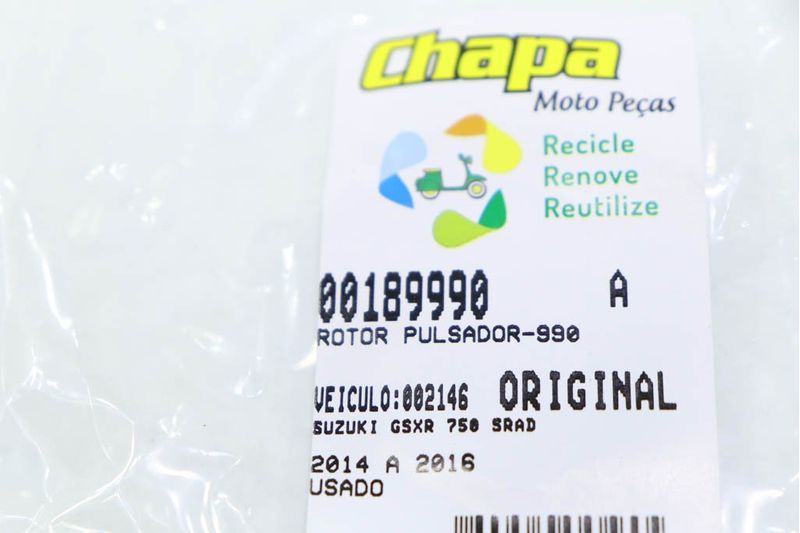 Chapa
Moto Peças
Recicle
Renove
Reutilize
00189990 A
ROTOR PULSADOR-990
VEICULO:002146 ORIGINAL
SUZUKI GSXR 750 SRAD
2014 A 2016
USADO